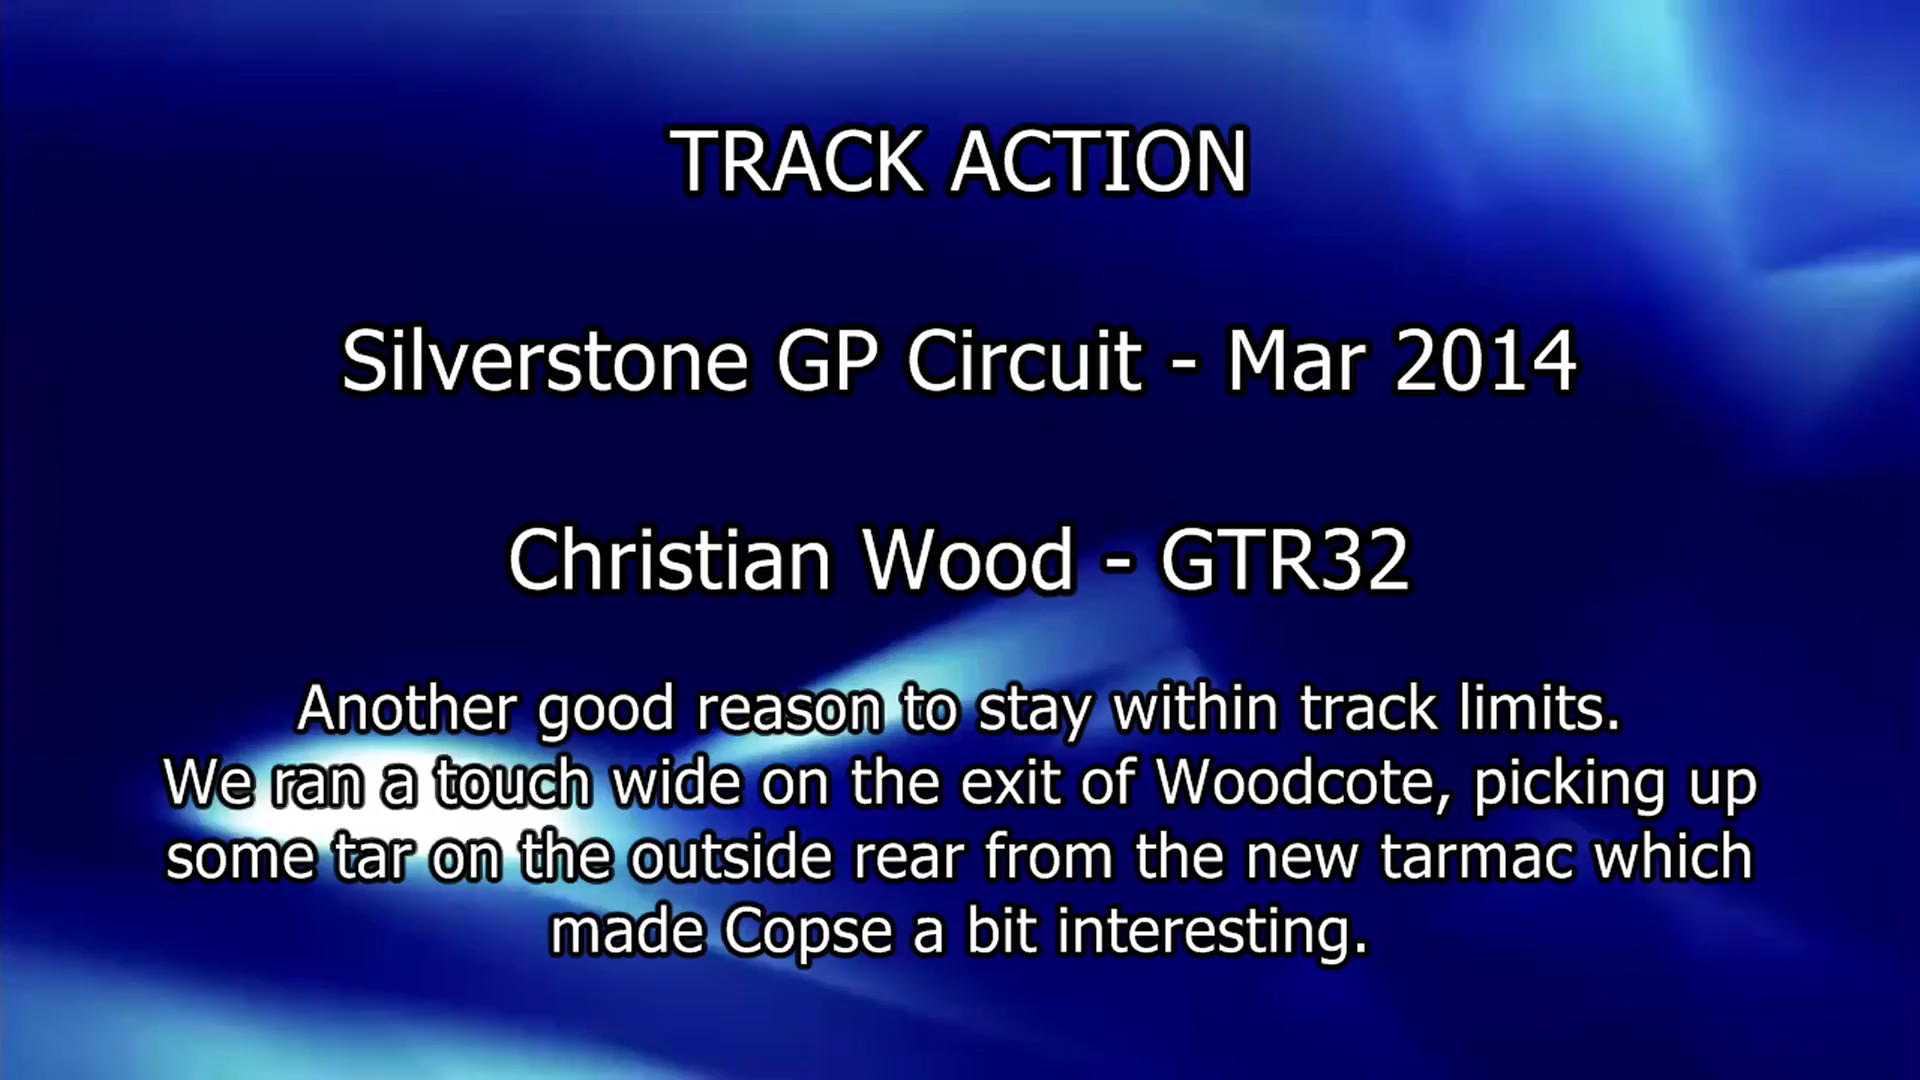 TRACK ACTION
Silverstone GP Circuit - Mar 2014
Christian Wood - GTR32
Another good reason to stay within track limits.
We ran a touch wide on the exit of Woodcote, picking up
some tar on the outside rear from the new tarmac which
made Copse a bit interesting.